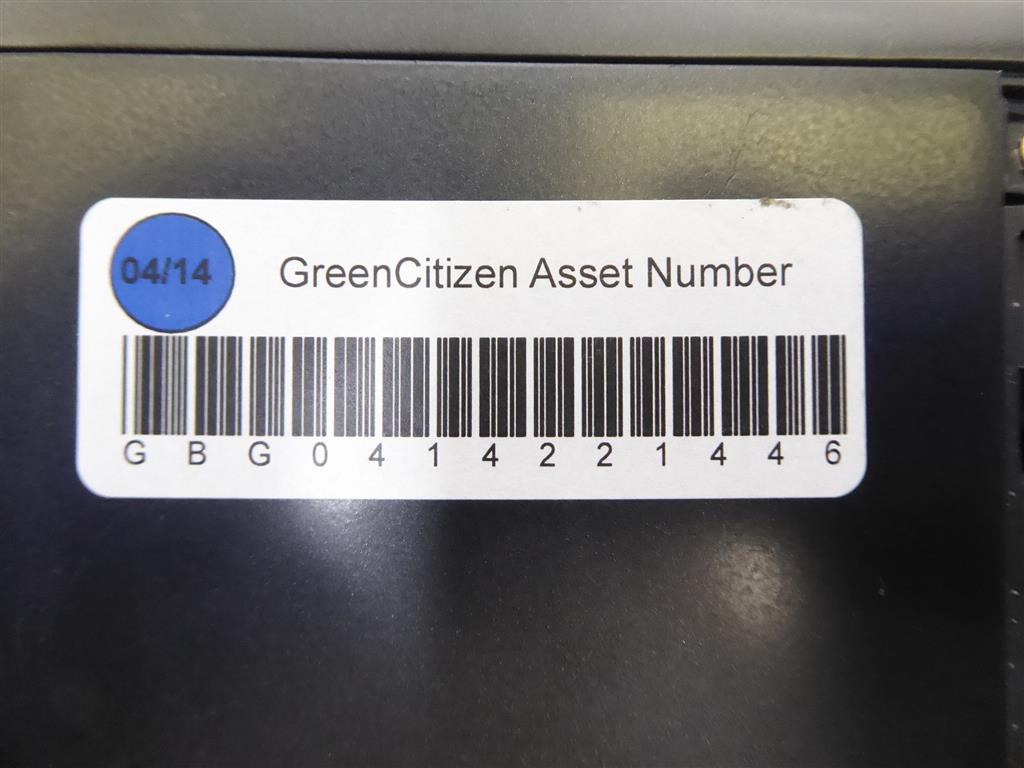 04/14
GreenCitizen Asset Number
G B G 0 4 1 4 2 2 1 4 4 6